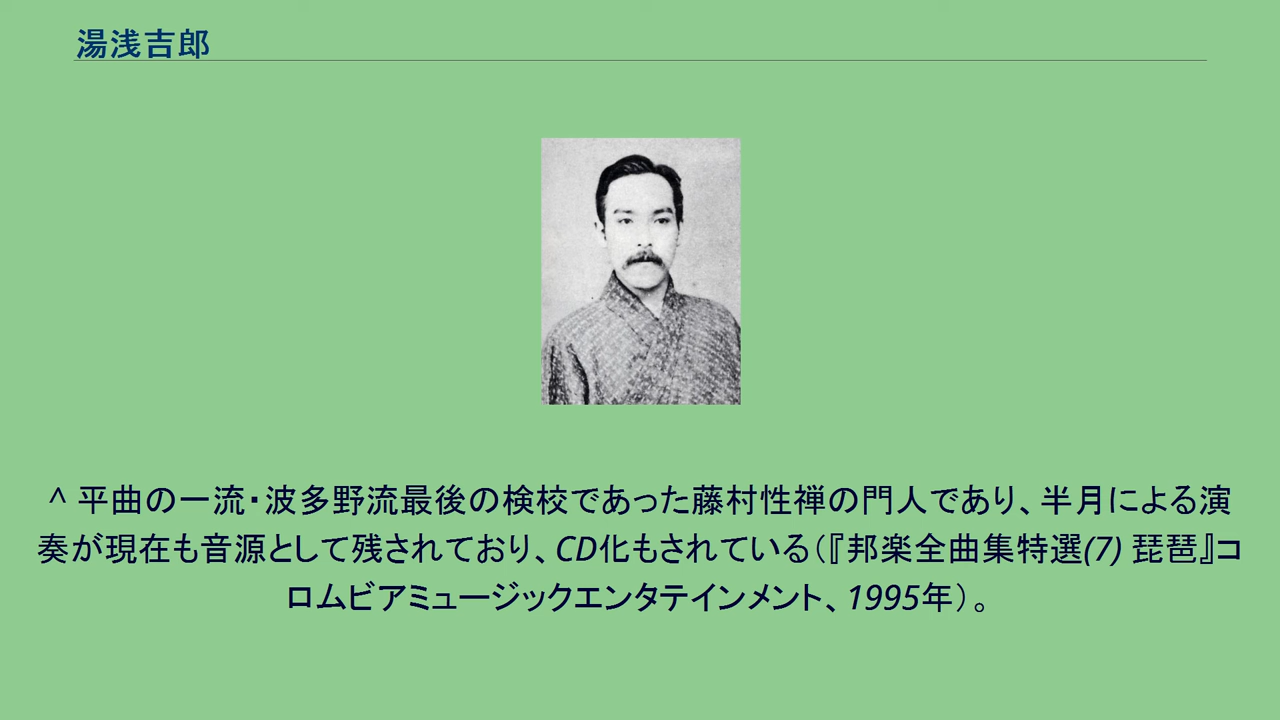 湯浅吉郎
^ 平曲の一流・波多野流最後の検校であった藤村性禅の門人であり、半月による演
奏が現在も音源として残されており、CD化もされている（『邦楽全曲集特選(7) 琵琶』コ
ロムビアミュージックエンタテインメント、1995年）。